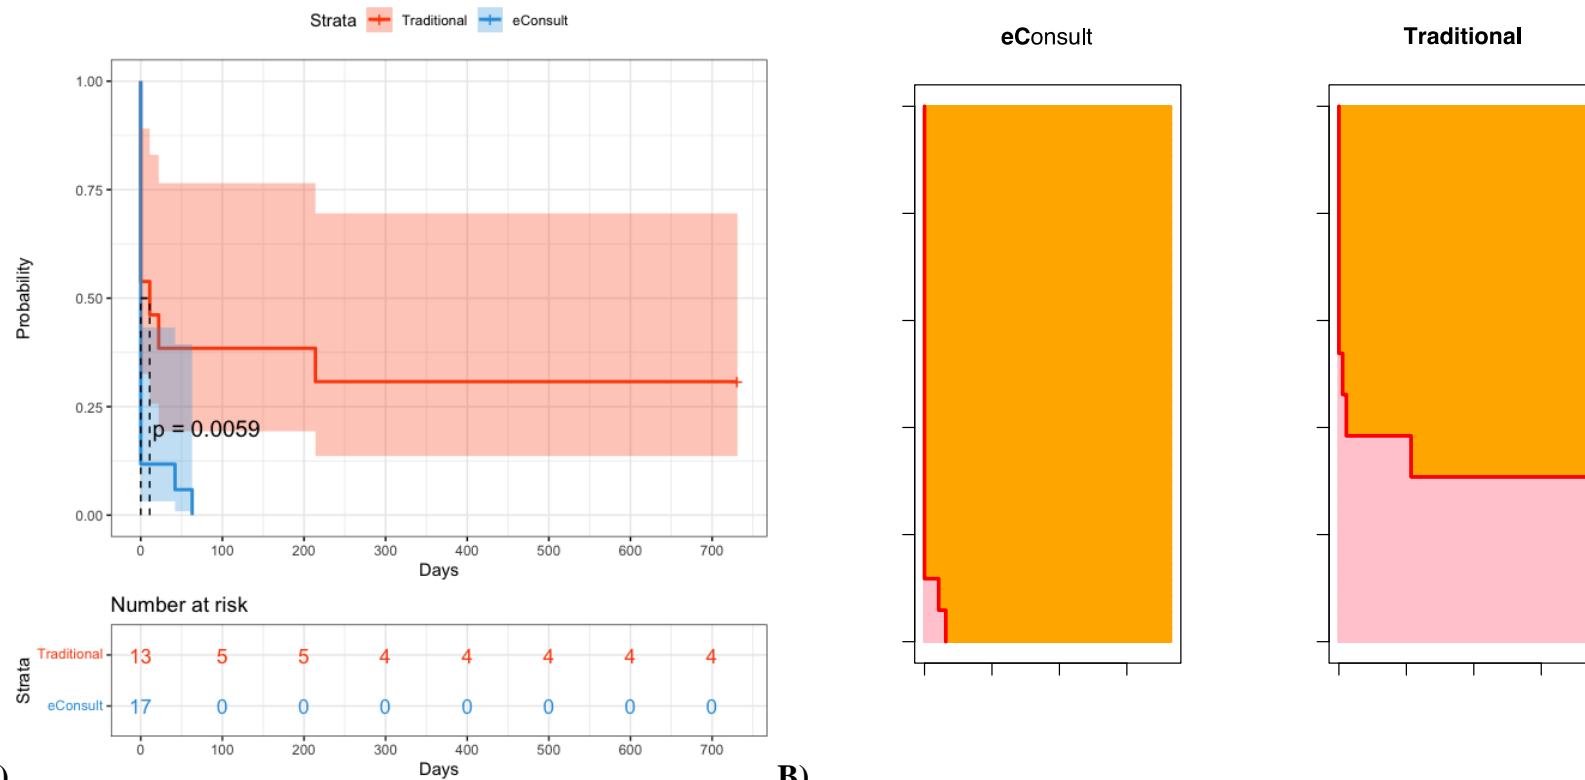 Strata Traditional eConsult
1.00
0.75
0.50
0.25
0.00
Probability
p = 0.0059
0 100 200 300 400 500 600 700
Days
Number at risk
Strata
Traditional 13 5 5 4 4 4 4 4
eConsult 17 0 0 0 0 0 0 0
0 100 200 300 400 500 600 700
Days
)
eConsult
Traditional
B)